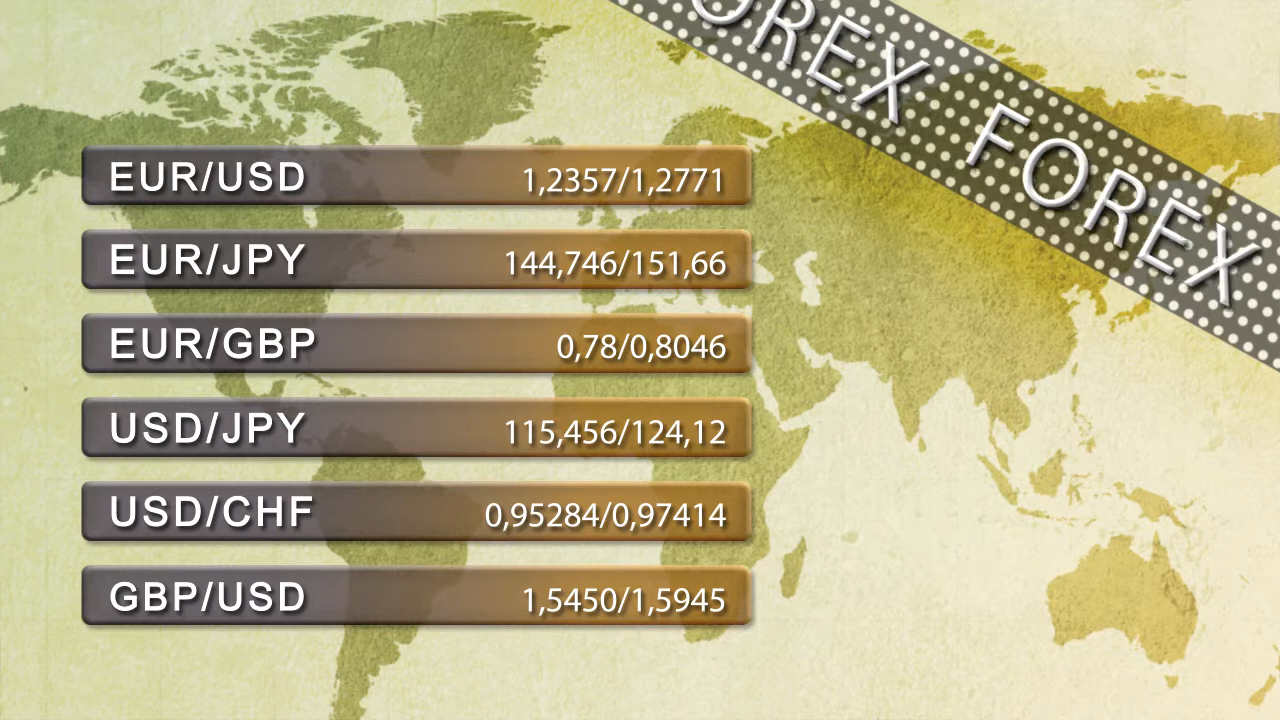 OREX FOREX
EUR/USD 1,2357/1,2771
EUR/JPY 144,746/151,66
EUR/GBP 0,78/0,8046
USD/JPY 115,456/124,12
USD/CHF 0,95284/0,97414
GBP/USD 1,5450/1,5945